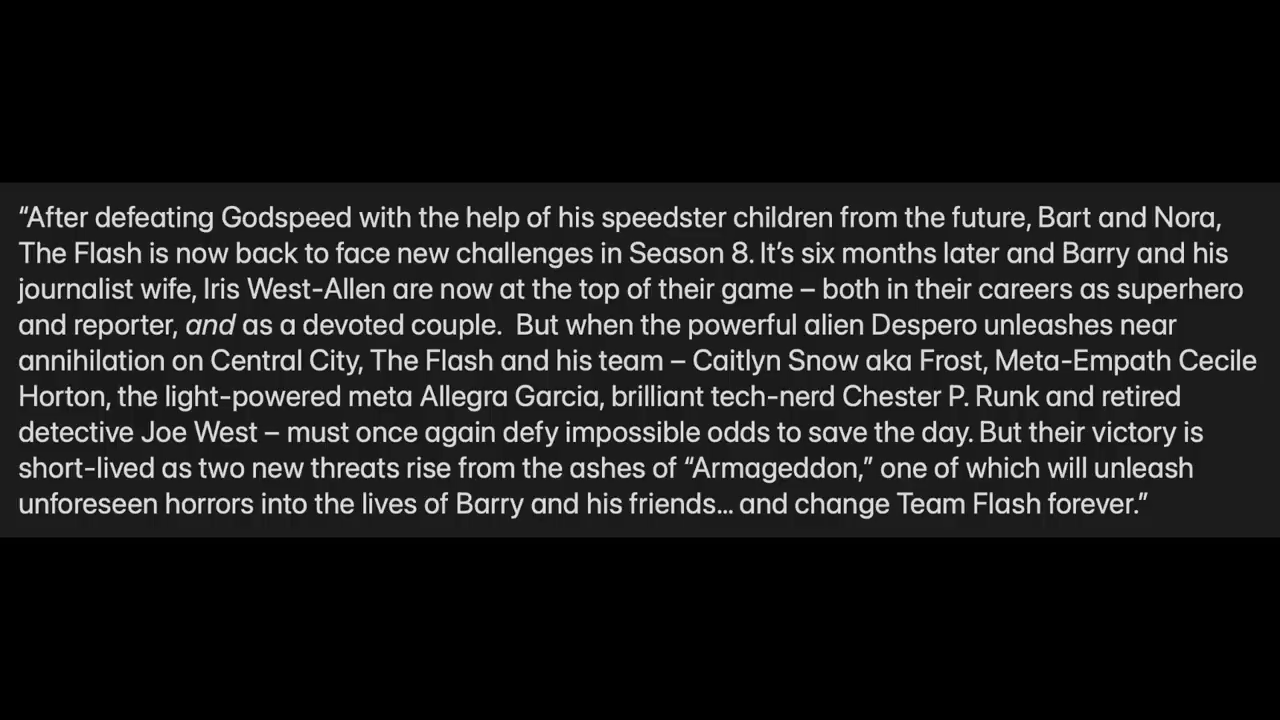 “After defeating Godspeed with the help of his speedster children from the future, Bart and Nora,
The Flash is now back to face new challenges in Season 8. It’s six months later and Barry and his
journalist wife, Iris West-Allen are now at the top of their game – both in their careers as superhero
and reporter, and as a devoted couple.  But when the powerful alien Despero unleashes near
annihilation on Central City, The Flash and his team – Caitlyn Snow aka Frost, Meta-Empath Cecile
Horton, the light-powered meta Allegra Garcia, brilliant tech-nerd Chester P. Runk and retired
detective Joe West – must once again defy impossible odds to save the day. But their victory is
short-lived as two new threats rise from the ashes of “Armageddon,” one of which will unleash
unforeseen horrors into the lives of Barry and his friends... and change Team Flash forever.”